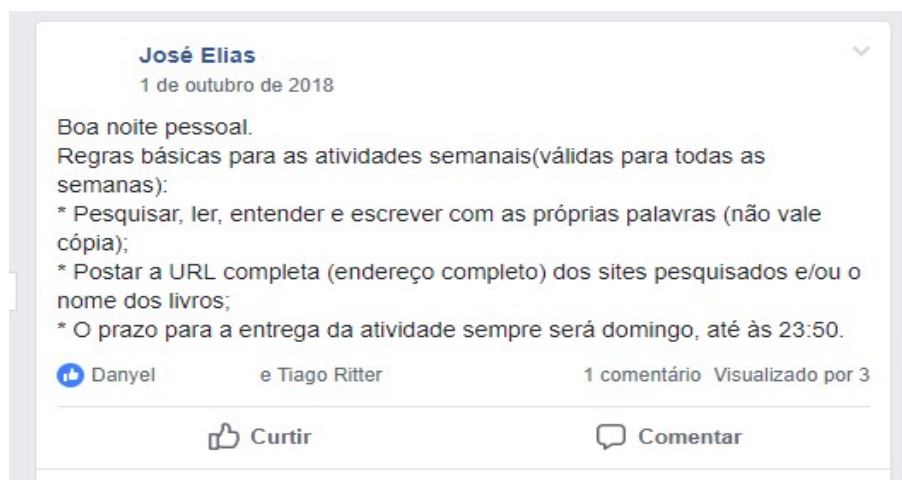 José Elias
1 de outubro de 2018
Boa noite pessoal.
Regras básicas para as atividades semanais(válidas para todas as
semanas):
* Pesquisar, ler, entender e escrever com as próprias palavras (não vale
cópia);
* Postar a URL completa (endereço completo) dos sites pesquisados e/ou o
nome dos livros;
* O prazo para a entrega da atividade sempre será domingo, até às 23:50.
Danyel e Tiago Ritter 1 comentário Visualizado por 3
Curtir Comentar